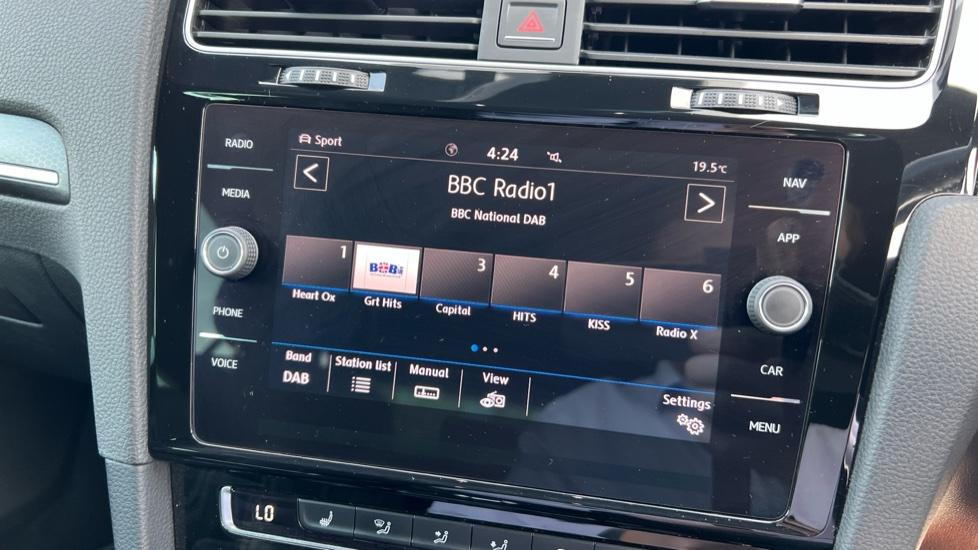 RADIO
MEDIA
PHONE
VOICE
Sport
4:24
19.5°C
BBC Radio1
BBC National DAB
1
3
4
5
6
Heart Ox
Grt Hits
Capital
HITS
KISS
Radio X
Band
DAB
Station list
Manual
View
Settings
NAV
APP
CAR
MENU
LO